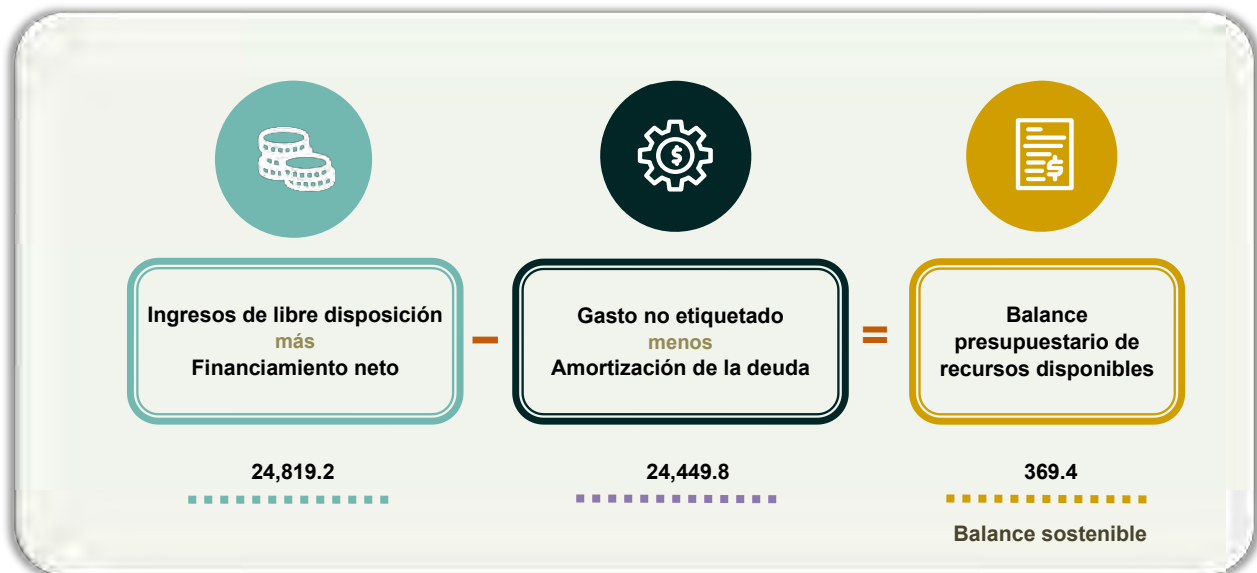 Ingresos de libre disposición
más
Financiamiento neto
–
Gasto no etiquetado
menos
Amortización de la deuda
=
Balance
presupuestario de
recursos disponibles
24,819.2
24,449.8
369.4
Balance sostenible